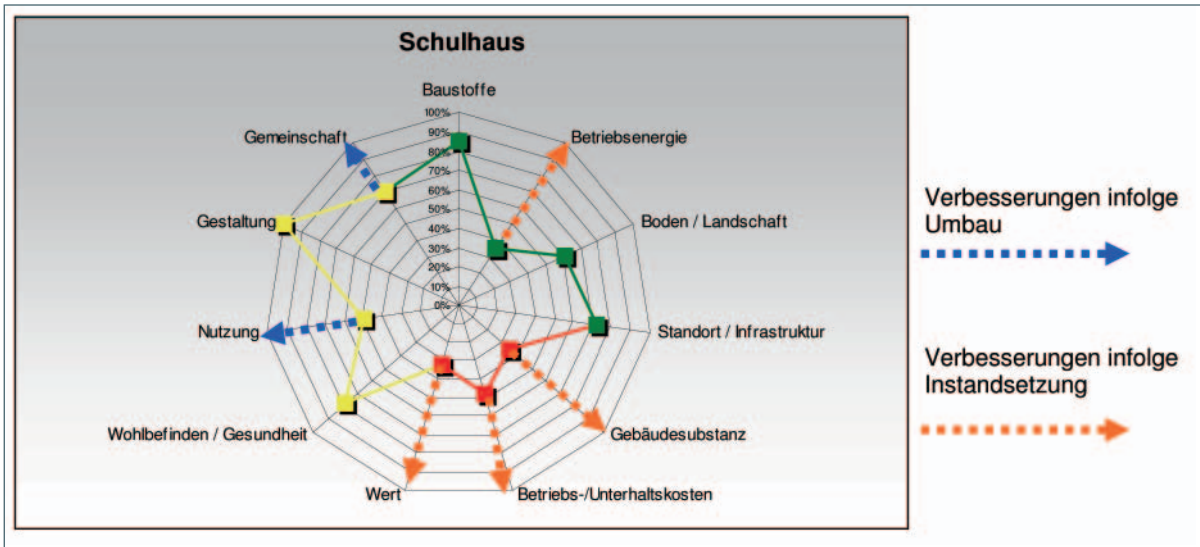 Schulhaus
Baustoffe
100%
90%
80%
70%
60%
50%
40%
30%
20%
10%
0%
Betriebsenergie
Boden / Landschaft
Standort / Infrastruktur
Gebäudesubstanz
Betriebs-/Unterhaltskosten
Wert
Wohlbefinden / Gesundheit
Nutzung
Gestaltung
Gemeinschaft
Verbesserungen infolge
Umbau
Verbesserungen infolge
Instandsetzung